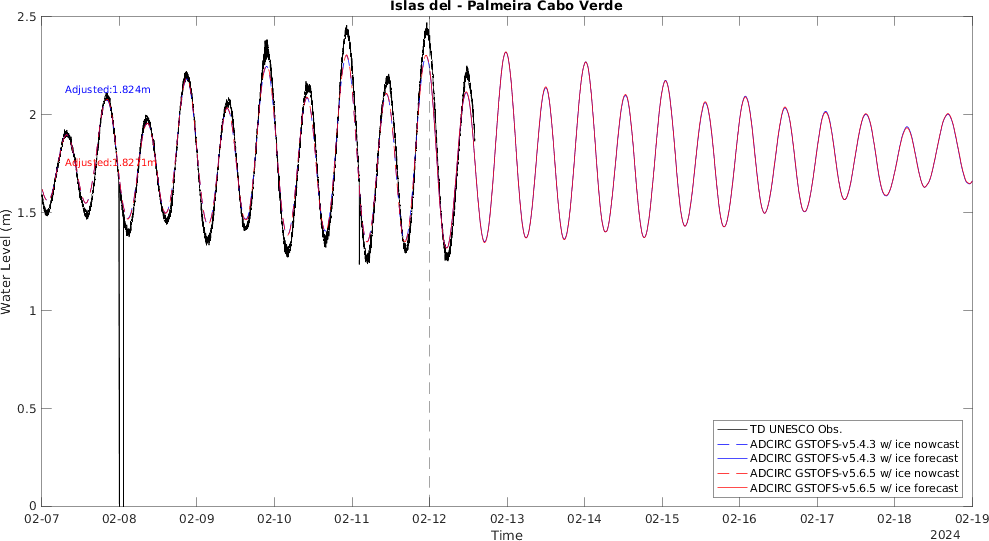 Islas del - Palmeira Cabo Verde
2.5
Adjusted:1.824m
2
Adjusted:1.8271m
1.5
Water Level (m)
1
0.5
TD UNESCO Obs.
ADCIRC GSTOFS-v5.4.3 w/ ice nowcast
ADCIRC GSTOFS-v5.4.3 w/ ice forecast
ADCIRC GSTOFS-v5.6.5 w/ ice nowcast
ADCIRC GSTOFS-v5.6.5 w/ ice forecast
0
02-07 02-08 02-09 02-10 02-11 02-12 02-13 02-14 02-15 02-16 02-17 02-18 02-19
Time
2024